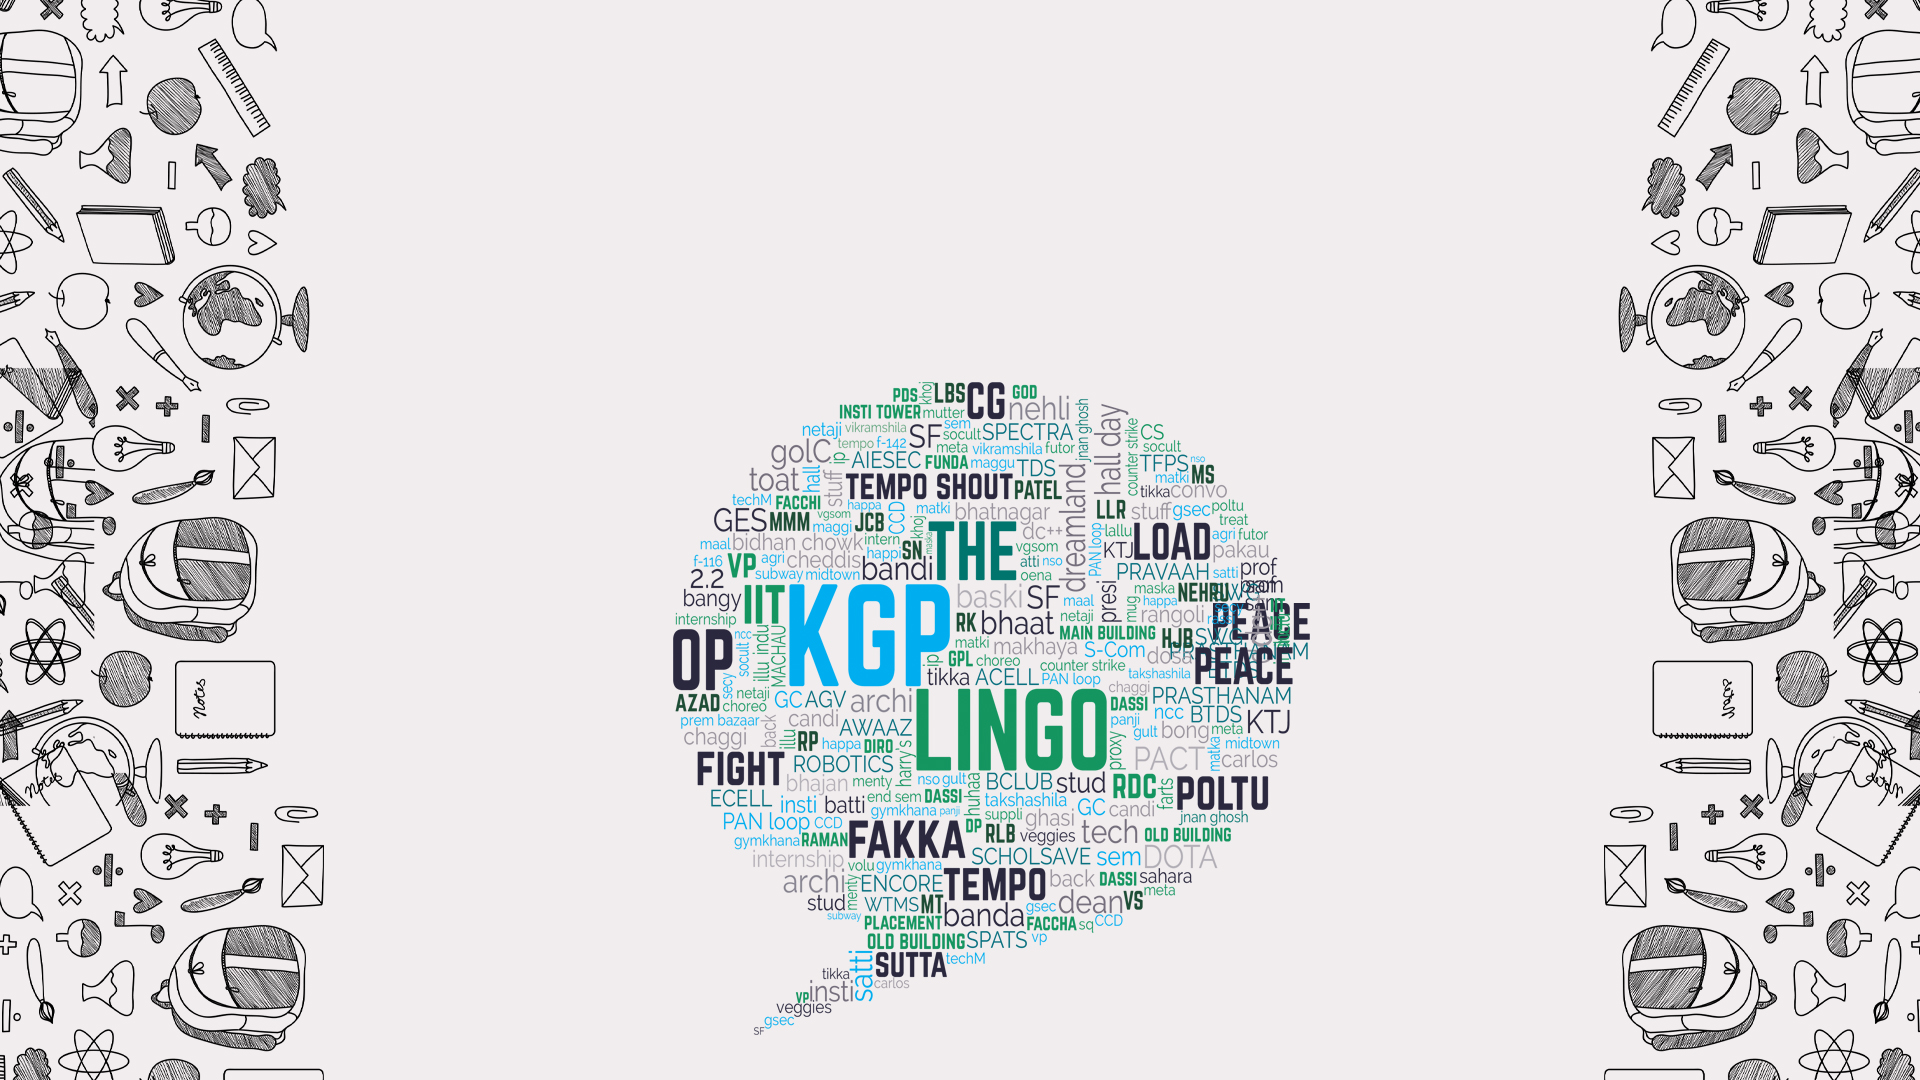 PDS khoj LBS CG GOD
INSTI TOWER mutter nehli jnan ghosh hall day
netaji vikramshila sem SF socult SPECTRA counter strike CS
golC tempo f-142 meta vikramshila futor socult
ip AIESEC FUNDA maggu TDS TFPS nso
toat hall stuff TEMPO SHOUT PATEL dreamland matki MS
techM FACCHI happa matki bhatnagar tikka convo
GES MMM vgsom maggi JCB CCD khoj THE dc++ LLR stuff gsec poltu
maal bidhan chowk intern maska vgsom PAN loop lallu LOAD treat
f-116 VP agri cheddis happi SN atti nso KTJ agri futor
2.2 subway midtown bandi oena PRAVAAH satti pakau prof
bangy IIT KGP baski SF maal presi mug maska NEHRU
internship RK bhaat netaji happa rangoli PEACE
OP ncc socult illu indu MACHAU matki makhaya MAIN BUILDING HJB SWG
ip GPL choreo S-Com dosa PRASTHANAM
secy tikka ACELL counter strike PAN loop takshashila PEACE
AZAD netaji choreo GC AGV archi LINGO chaggi DASSI PRASTHANAM
prem bazaar back candi AWAAZ panji ncc BTDS KTJ
chaggi illu RP happa DIRO harry's proxy gult bong meta matka midtown
FIGHT ROBOTICS PACT carlos
bhajan menty nso gult huhaa BCLUB stud RDC farts POLTU
ECELL insti batti end sem DASSI takshashila GC candi
PAN loop CCD gymkhana panji DP suppli ghasi jnan ghosh
gymkhana RAMAN FAKKA RLB veggies tech OLD BUILDING
internship volu gymkhana SCHOLSAVE sem DOTA
archi menty ENCORE TEMPO back DASSI sahara
stud WTMS MT gsec dean VS meta
subway PLACEMENT banda FACCHA sq CCD
OLD BUILDING SPATS vp
satti SUTTA techM
tikka carlos
VP insti
veggies
gsec
SF
Notes
Notes